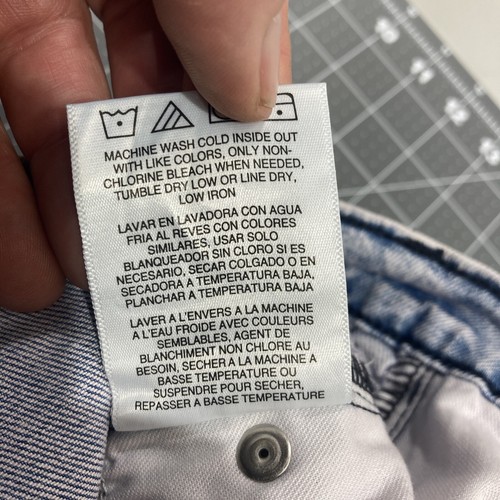 10
11
12
13
MACHINE WASH COLD INSIDE OUT
WITH LIKE COLORS, ONLY NON-
CHLORINE BLEACH WHEN NEEDED,
TUMBLE DRY LOW OR LINE DRY,
LOW IRON
LAVAR EN LAVADORA CON AGUA
FRIA AL REVES CON COLORES
SIMILARES, USAR SOLO
BLANQUEADOR SIN CLORO SI ES
NECESARIO, SECAR COLGADO O EN
SECADORA A TEMPERATURA BAJA,
PLANCHAR A TEMPERATURA BAJA
LAVER A L'ENVERS A LA MACHINE
A L'EAU FROIDE AVEC COULEURS
SEMBLABLES, AGENT DE
BLANCHIMENT NON CHLORE AU
BESOIN, SECHER A LA MACHINE A
BASSE TEMPERATURE OU
SUSPENDRE POUR SECHER,
REPASSER A BASSE TEMPERATURE